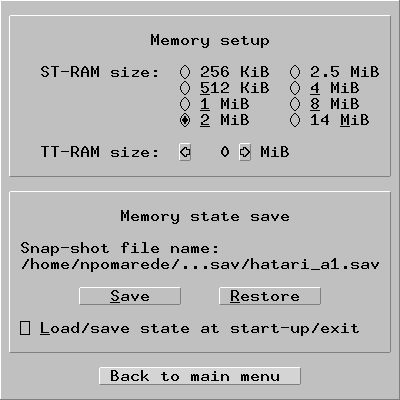 Memory setup
ST-RAM size: 256 KiB 2.5 MiB
512 KiB 4 MiB
1 MiB 8 MiB
2 MiB 14 MiB
TT-RAM size: 0 MiB
Memory state save
Snap-shot file name:
/home/npomarede/...sav/hatari_a1.sav
Save Restore
Load/save state at start-up/exit
Back to main menu